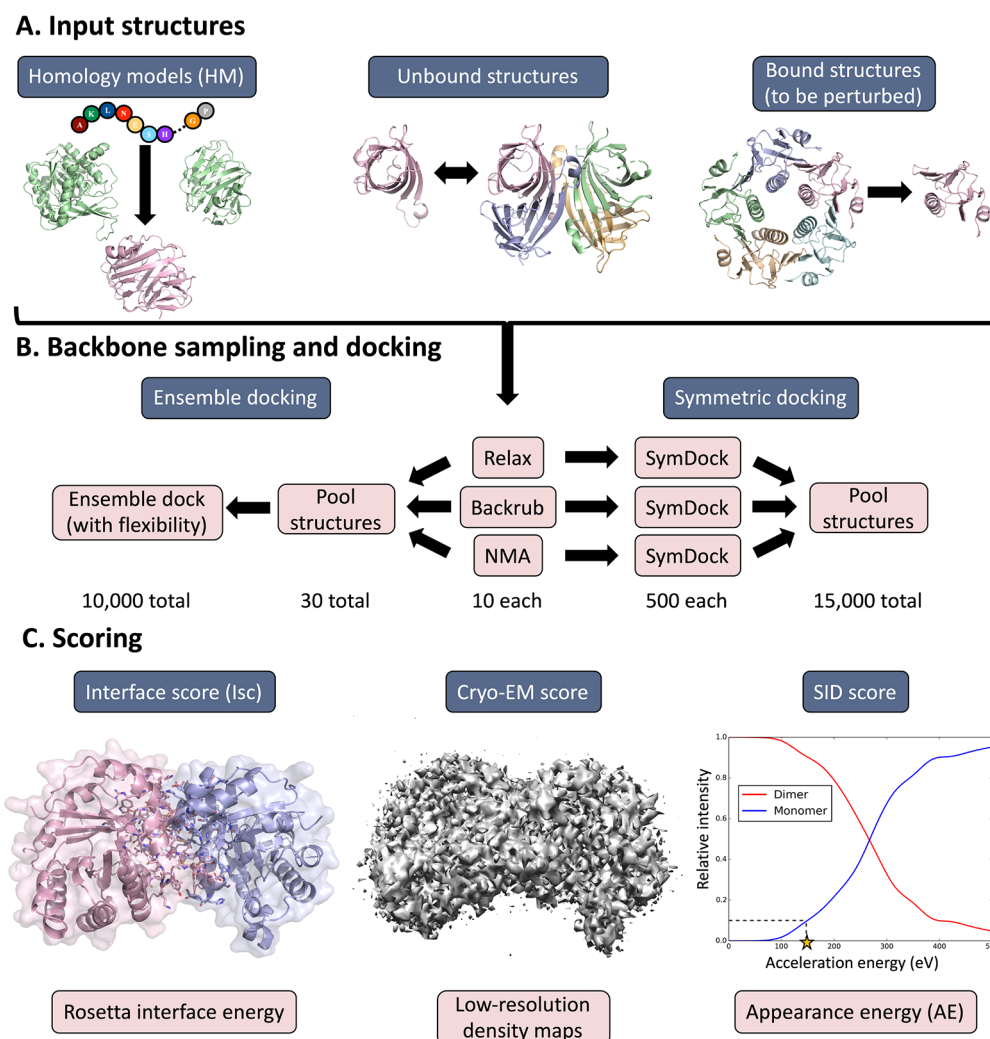 A. Input structures
Homology models (HM)
Unbound structures
Bound structures
(to be perturbed)
A K L N E S H G P
B. Backbone sampling and docking
Ensemble docking
Symmetric docking
Relax
SymDock
Ensemble dock
(with flexibility)
Pool
structures
Backrub
SymDock
Pool
structures
NMA
SymDock
10,000 total
30 total
10 each
500 each
15,000 total
C. Scoring
Interface score (Isc)
Cryo-EM score
SID score
1.0
0.8
0.6
0.4
0.2
0.0
Relative intensity
Dimer
Monomer
0 100 200 300 400 50
Acceleration energy (eV)
Rosetta interface energy
Low-resolution
density maps
Appearance energy (AE)